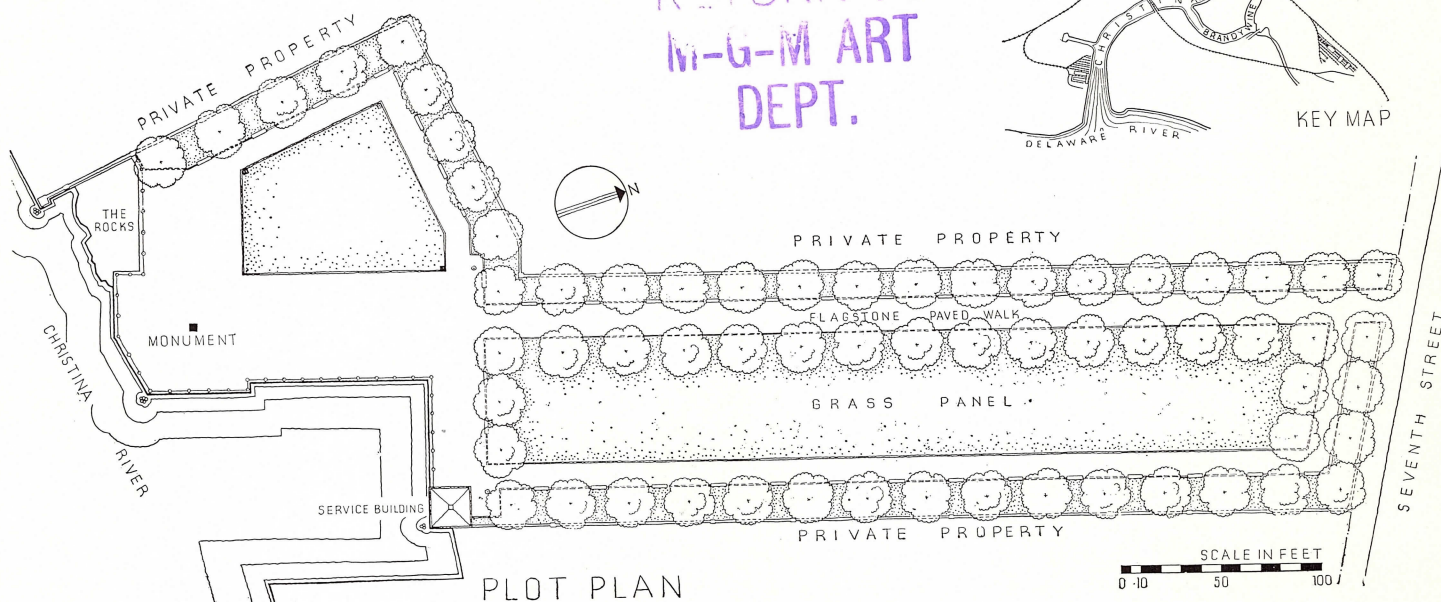 M-G-M ART
DEPT.
CHRISTINA
BRANDYWINE
DELAWARE RIVER
KEY MAP
PRIVATE PROPERTY
THE
ROCKS
N
PRIVATE PROPERTY
FLAGSTONE PAVED WALK
MONUMENT
CHRISTINA RIVER
GRASS PANEL
SEVENTH STREET
SERVICE BUILDING
PRIVATE PROPERTY
SCALE IN FEET
0 10 50 100
PLOT PLAN